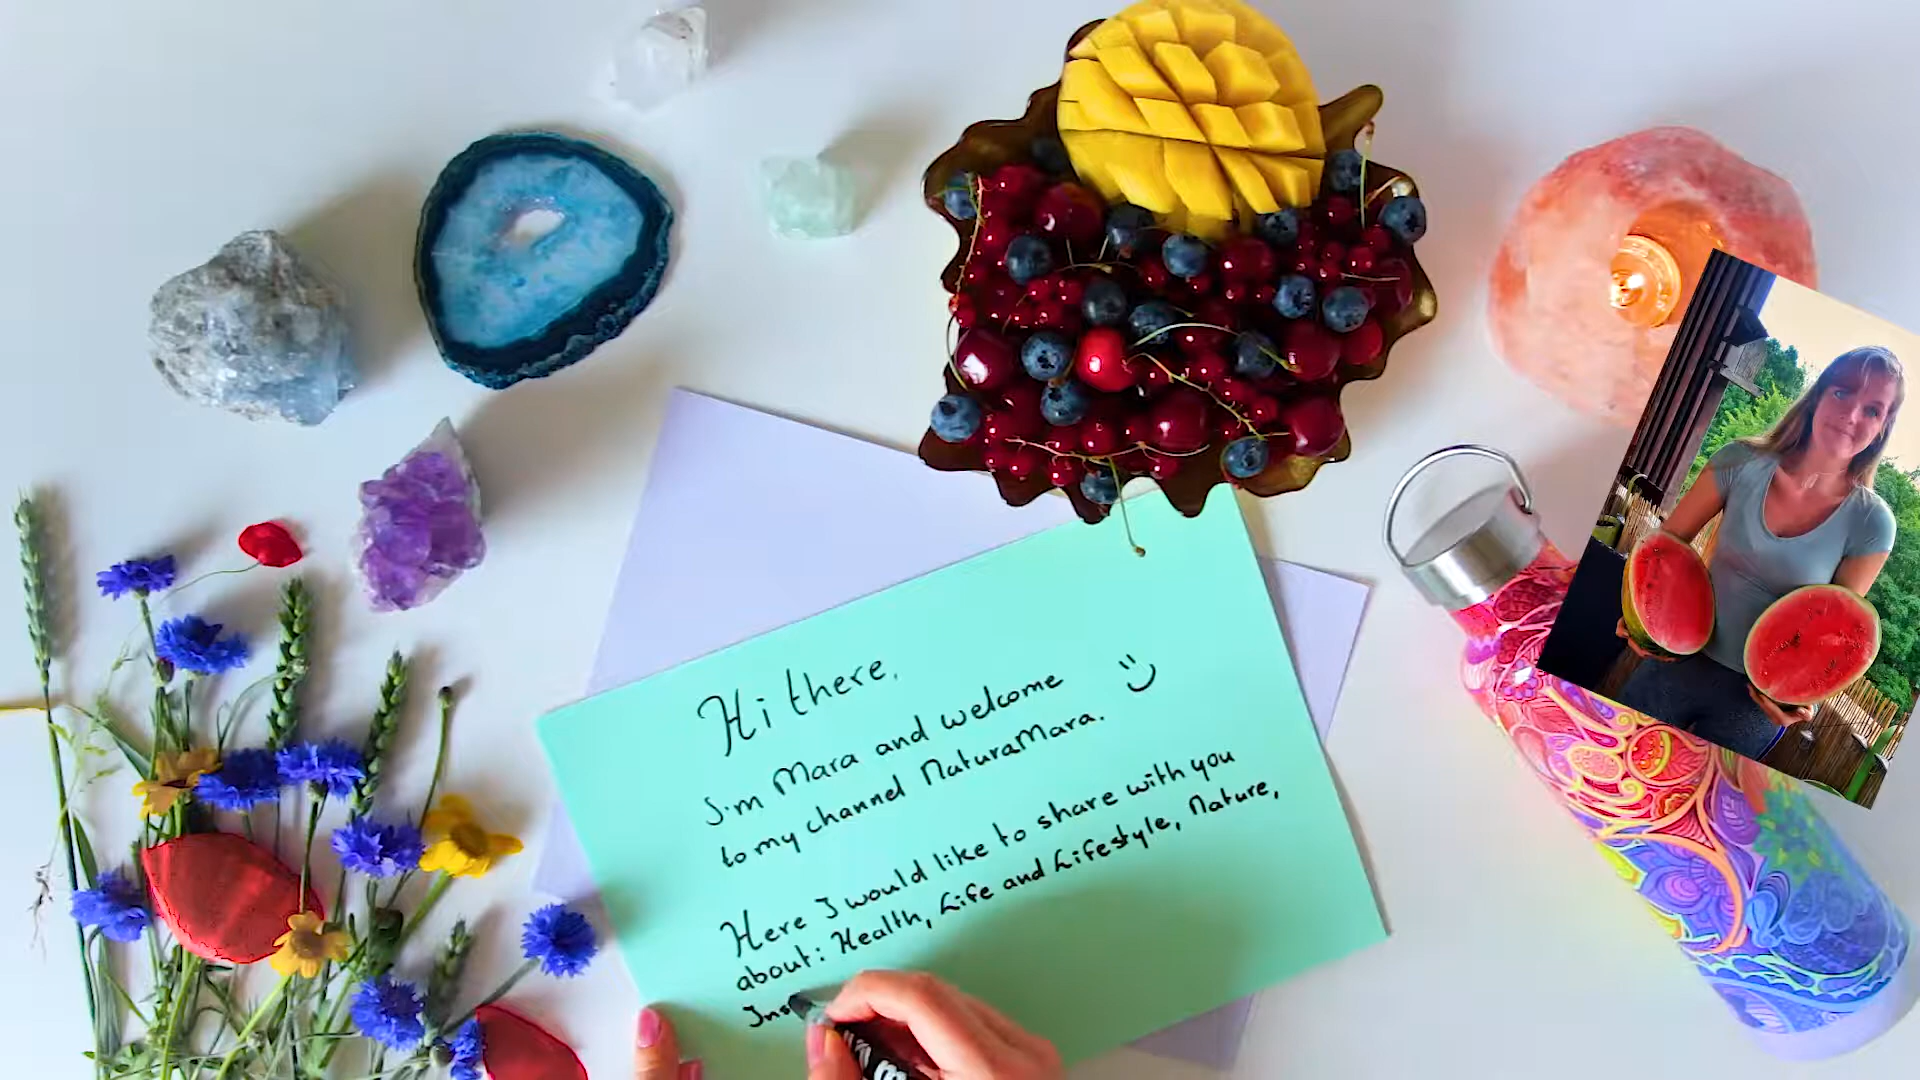 Hi there,
I'm Mara and welcome
to my channel NaturaMara. :)
Here I would like to share with you
about: Health, Life and Lifestyle, Nature,
Ins